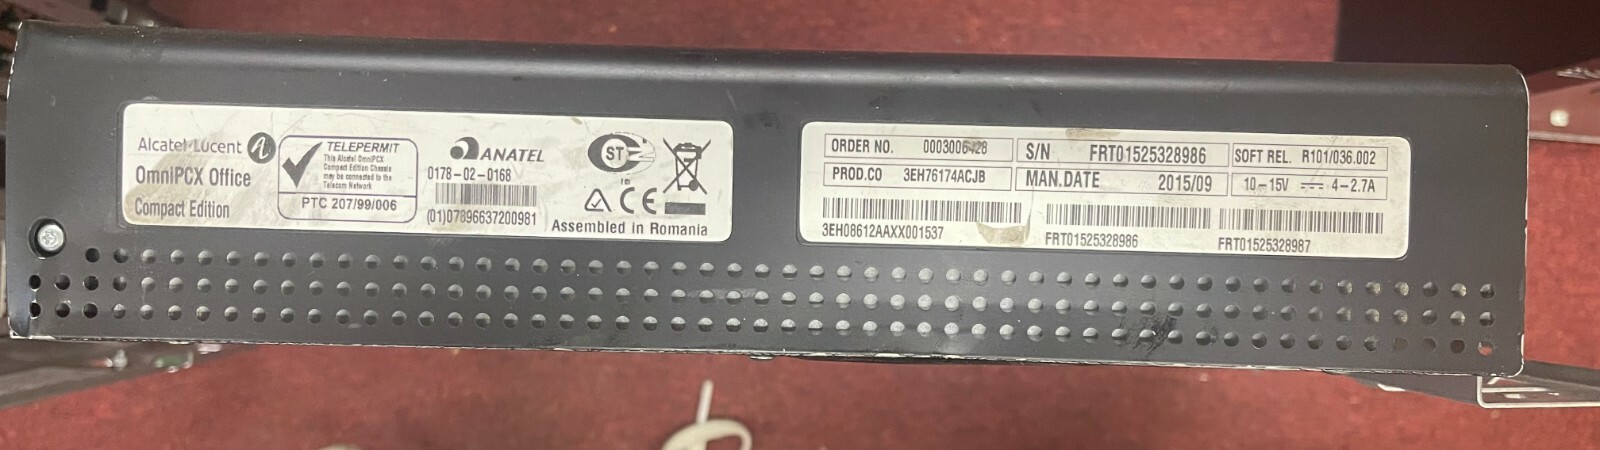 Alcatel·Lucent
OmniPCX Office
Compact Edition
TELEPERMIT
This Alcatel OmniPCX
Compact Edition Chassis
may be connected to the
Telecom Network
PTC 207/99/006
ANATEL
0178-02-0168
(01)07896637200981
CE
Assembled in Romania
ORDER NO.
PROD.CO 3EH76174ACJB
3EH08612AAXX001537
S/N FRT01525328986
MAN.DATE 2015/09
FRT01525328986
SOFT REL. R101/036.002
10-15V 4-2.7A
FRT01525328987